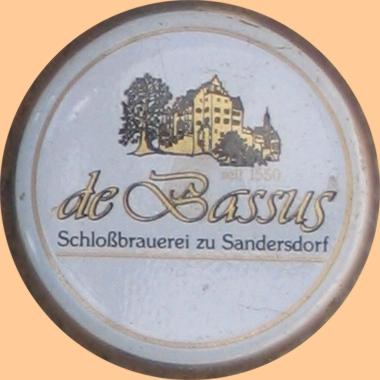 seit 1550
de Bassus
Schloßbrauerei zu Sandersdorf